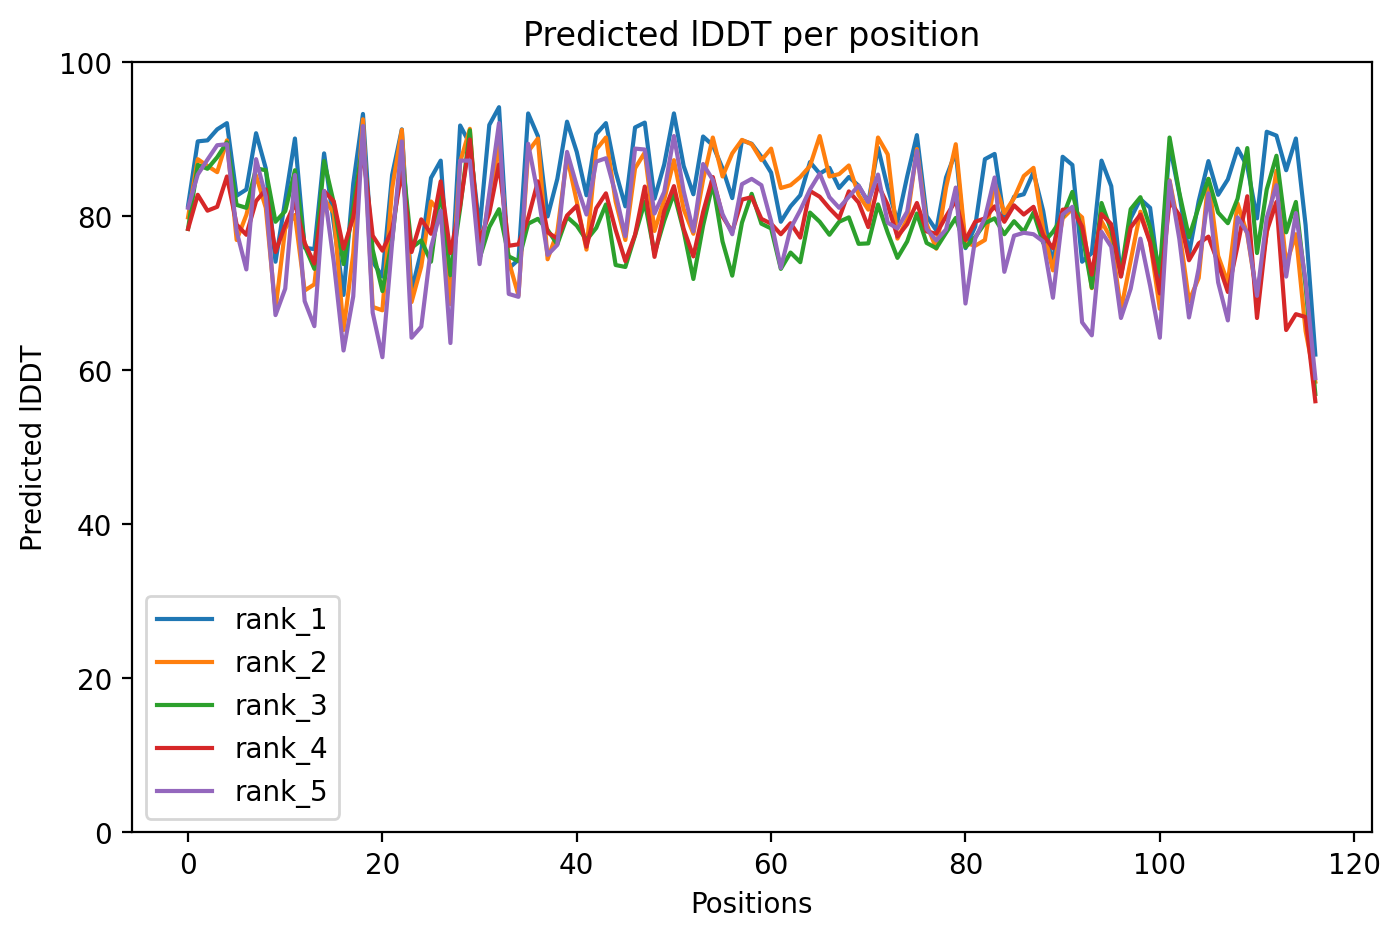 Predicted lDDT per position
100
80
60
40
20
0
Predicted lDDT
rank_1
rank_2
rank_3
rank_4
rank_5
0 20 40 60 80 100 120
Positions